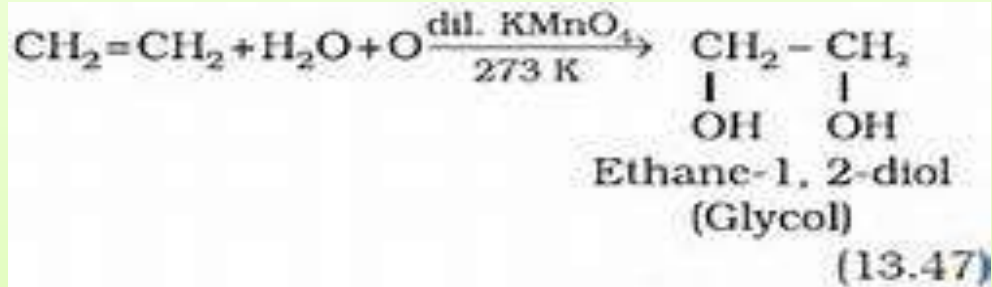 CH₂=CH₂+H₂O+O dil. KMnO₄ 273 K CH₂–CH₂
OH OH
Ethane-1, 2-diol
(Glycol)
(13.47)